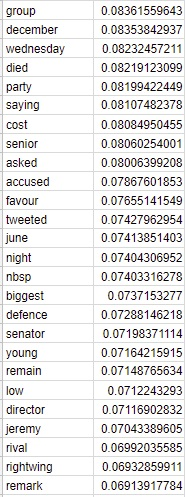 group 0.08361559643
december 0.08353842937
wednesday 0.08232457211
died 0.08219123099
party 0.08199422449
saying 0.08107482378
cost 0.08084950455
senior 0.08060254001
asked 0.08006399208
accused 0.07867601853
favour 0.07655141549
tweeted 0.07427962954
june 0.07413851403
night 0.07404306952
nbsp 0.07403316278
biggest 0.0737153277
defence 0.07288146218
senator 0.07198371114
young 0.07164215915
remain 0.07148765634
low 0.0712243293
director 0.07116902832
jeremy 0.07043389605
rival 0.06992035585
rightwing 0.06932859911
remark 0.06913917784